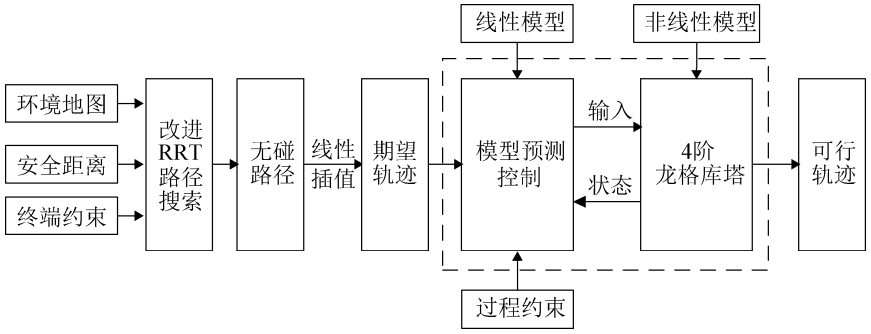 线性模型
非线性模型
环境地图
安全距离
终端约束
改进
RRT
路径
搜索
无碰
路径
线性
插值
期望
轨迹
模型预测
控制
输入
状态
4阶
龙格库塔
可行
轨迹
过程约束